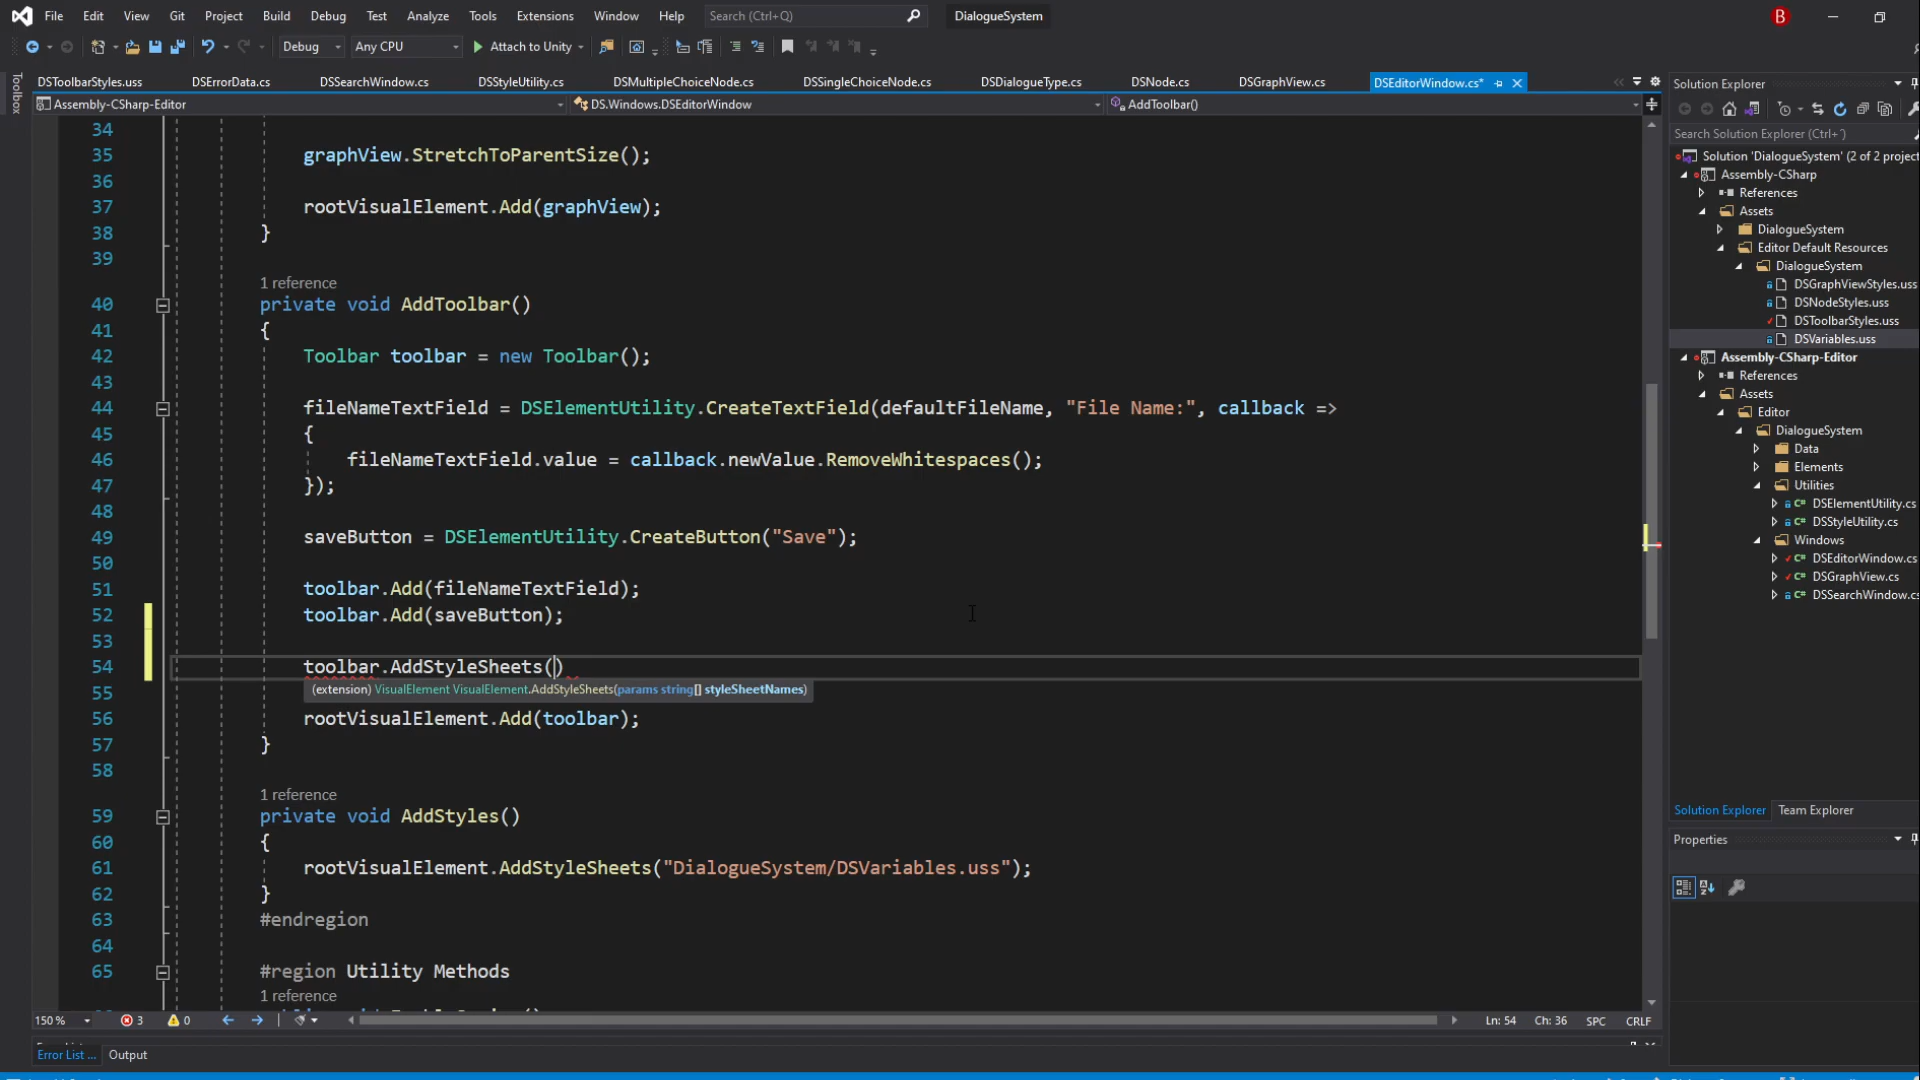 File Edit View Git Project Build Debug Test Analyze Tools Extensions Window Help Search (Ctrl+Q) DialogueSystem B
Debug Any CPU Attach to Unity
Toolbox
DSToolbarStyles.uss DSErrorData.cs DSSearchWindow.cs DSStyleUtility.cs DSMultipleChoiceNode.cs DSSingleChoiceNode.cs DSDialogueType.cs DSNode.cs DSGraphView.cs DSEditorWindow.cs*
Assembly-CSharp-Editor DS.Windows.DSEditorWindow AddToolbar()
34
35 graphView.StretchToParentSize();
36
37 rootVisualElement.Add(graphView);
38 }
39
1 reference
40 private void AddToolbar()
41 {
42 Toolbar toolbar = new Toolbar();
43
44 fileNameTextField = DSElementUtility.CreateTextField(defaultFileName, "File Name:", callback =>
45 {
46 fileNameTextField.value = callback.newValue.RemoveWhitespaces();
47 });
48
49 saveButton = DSElementUtility.CreateButton("Save");
50
51 toolbar.Add(fileNameTextField);
52 toolbar.Add(saveButton);
53
54 toolbar.AddStyleSheets()
55 (extension) VisualElement VisualElement.AddStyleSheets(params string[] styleSheetNames)
56 rootVisualElement.Add(toolbar);
57 }
58
1 reference
59 private void AddStyles()
60 {
61 rootVisualElement.AddStyleSheets("DialogueSystem/DSVariables.uss");
62 }
63 #endregion
64
65 #region Utility Methods
1 reference
150 % 3 0 Ln: 54 Ch: 36 SPC CRLF
Error List ... Output
Solution Explorer
Search Solution Explorer (Ctrl+¨)
Solution 'DialogueSystem' (2 of 2 project
Assembly-CSharp
References
Assets
DialogueSystem
Editor Default Resources
DialogueSystem
DSGraphViewStyles.uss
DSNodeStyles.uss
DSToolbarStyles.uss
DSVariables.uss
Assembly-CSharp-Editor
References
Assets
Editor
DialogueSystem
Data
Elements
Utilities
DSElementUtility.cs
DSStyleUtility.cs
Windows
DSEditorWindow.cs
DSGraphView.cs
DSSearchWindow.cs
Solution Explorer Team Explorer
Properties